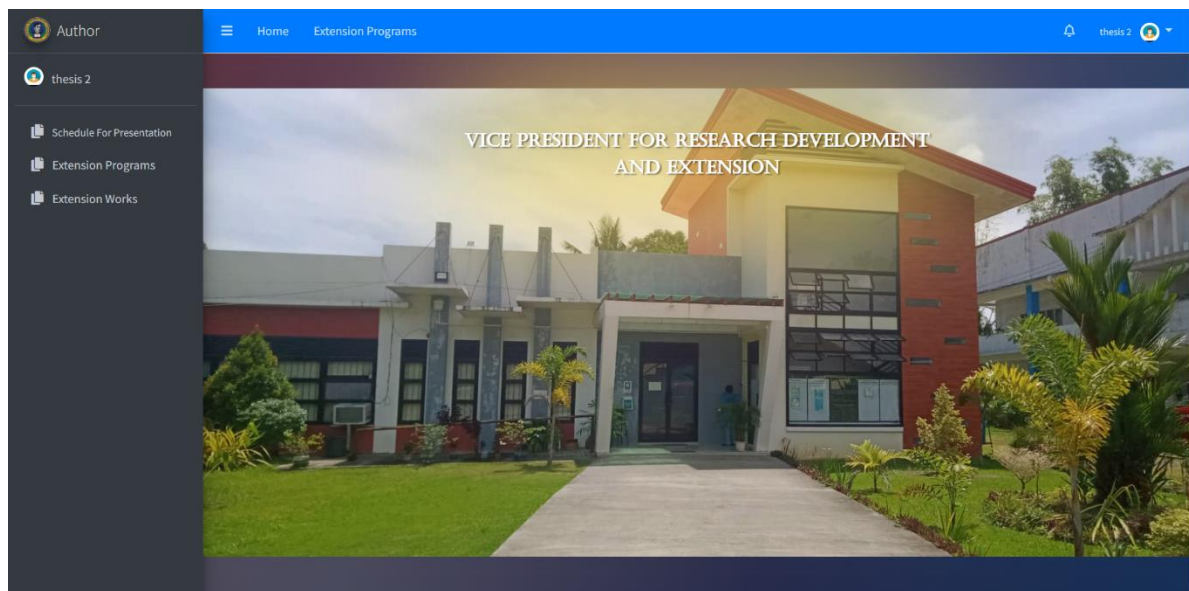 Author
Home Extension Programs
thesis 2
thesis 2
Schedule For Presentation
Extension Programs
Extension Works
VICE PRESIDENT FOR RESEARCH DEVELOPMENT
AND EXTENSION